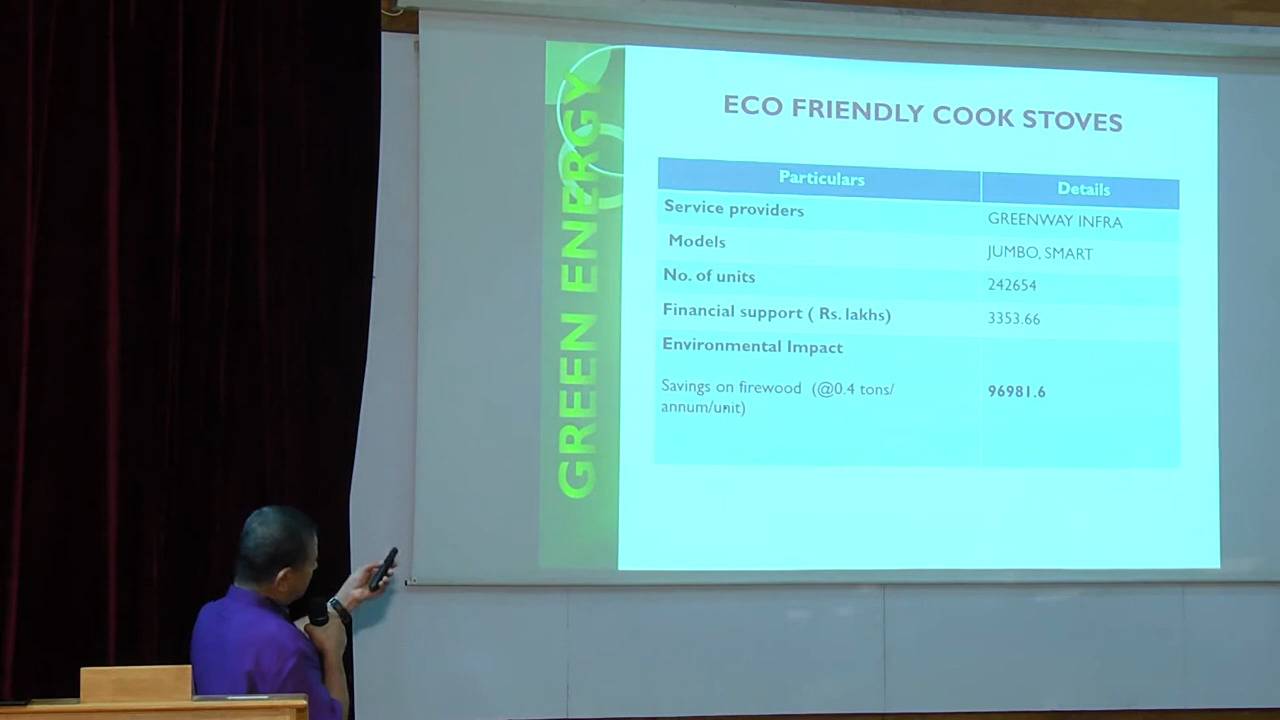 GREEN ENERGY
ECO FRIENDLY COOK STOVES
Particulars Details
Service providers GREENWAY INFRA
Models JUMBO, SMART
No. of units 242654
Financial support ( Rs. lakhs) 3353.66
Environmental Impact
Savings on firewood (@0.4 tons/ 96981.6
annum/unit)